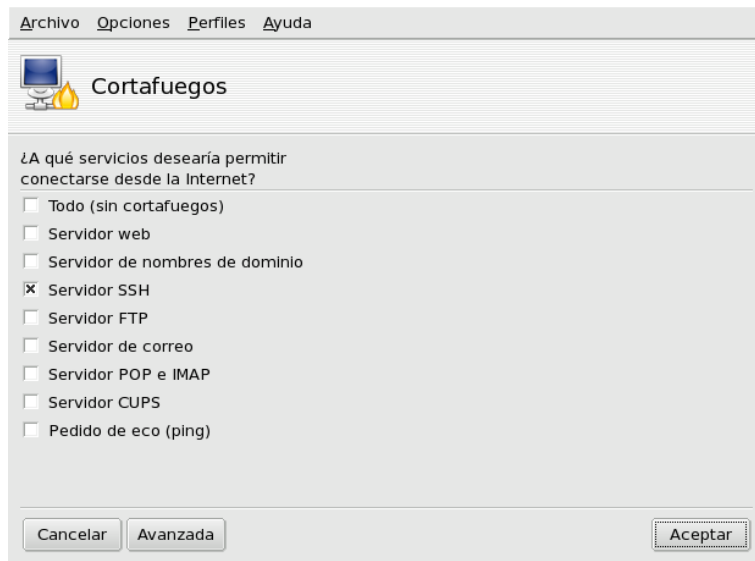 Archivo Opciones Perfiles Ayuda
Cortafuegos
¿A qué servicios desearía permitir
conectarse desde la Internet?
Todo (sin cortafuegos)
Servidor web
Servidor de nombres de dominio
Servidor SSH
Servidor FTP
Servidor de correo
Servidor POP e IMAP
Servidor CUPS
Pedido de eco (ping)
Cancelar Avanzada Aceptar